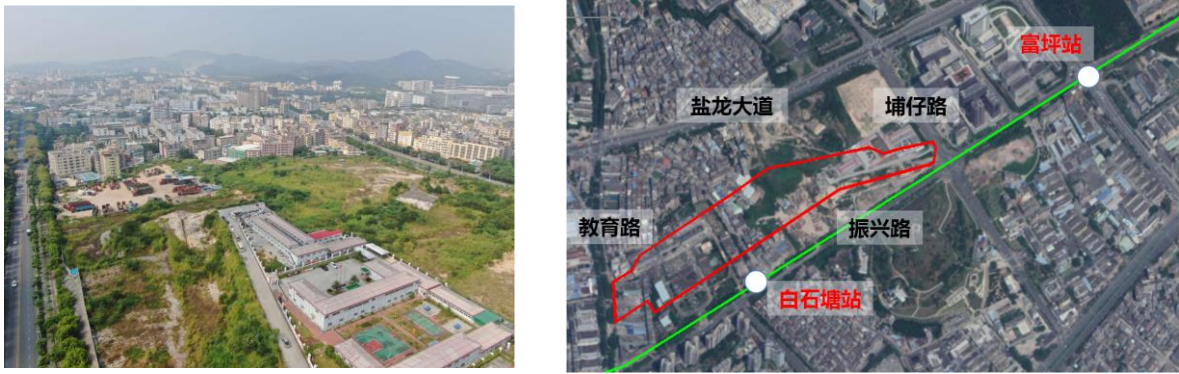 富坪站
盐龙大道
埔仔路
教育路
振兴路
白石塘站